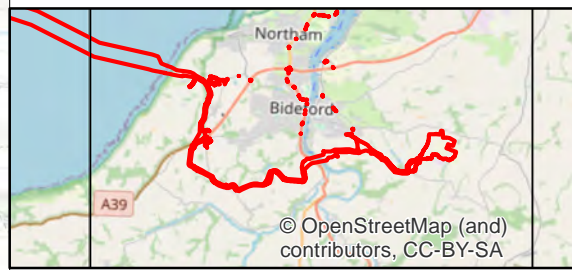 Northam
Bideford
A39
© OpenStreetMap (and)
contributors, CC-BY-SA